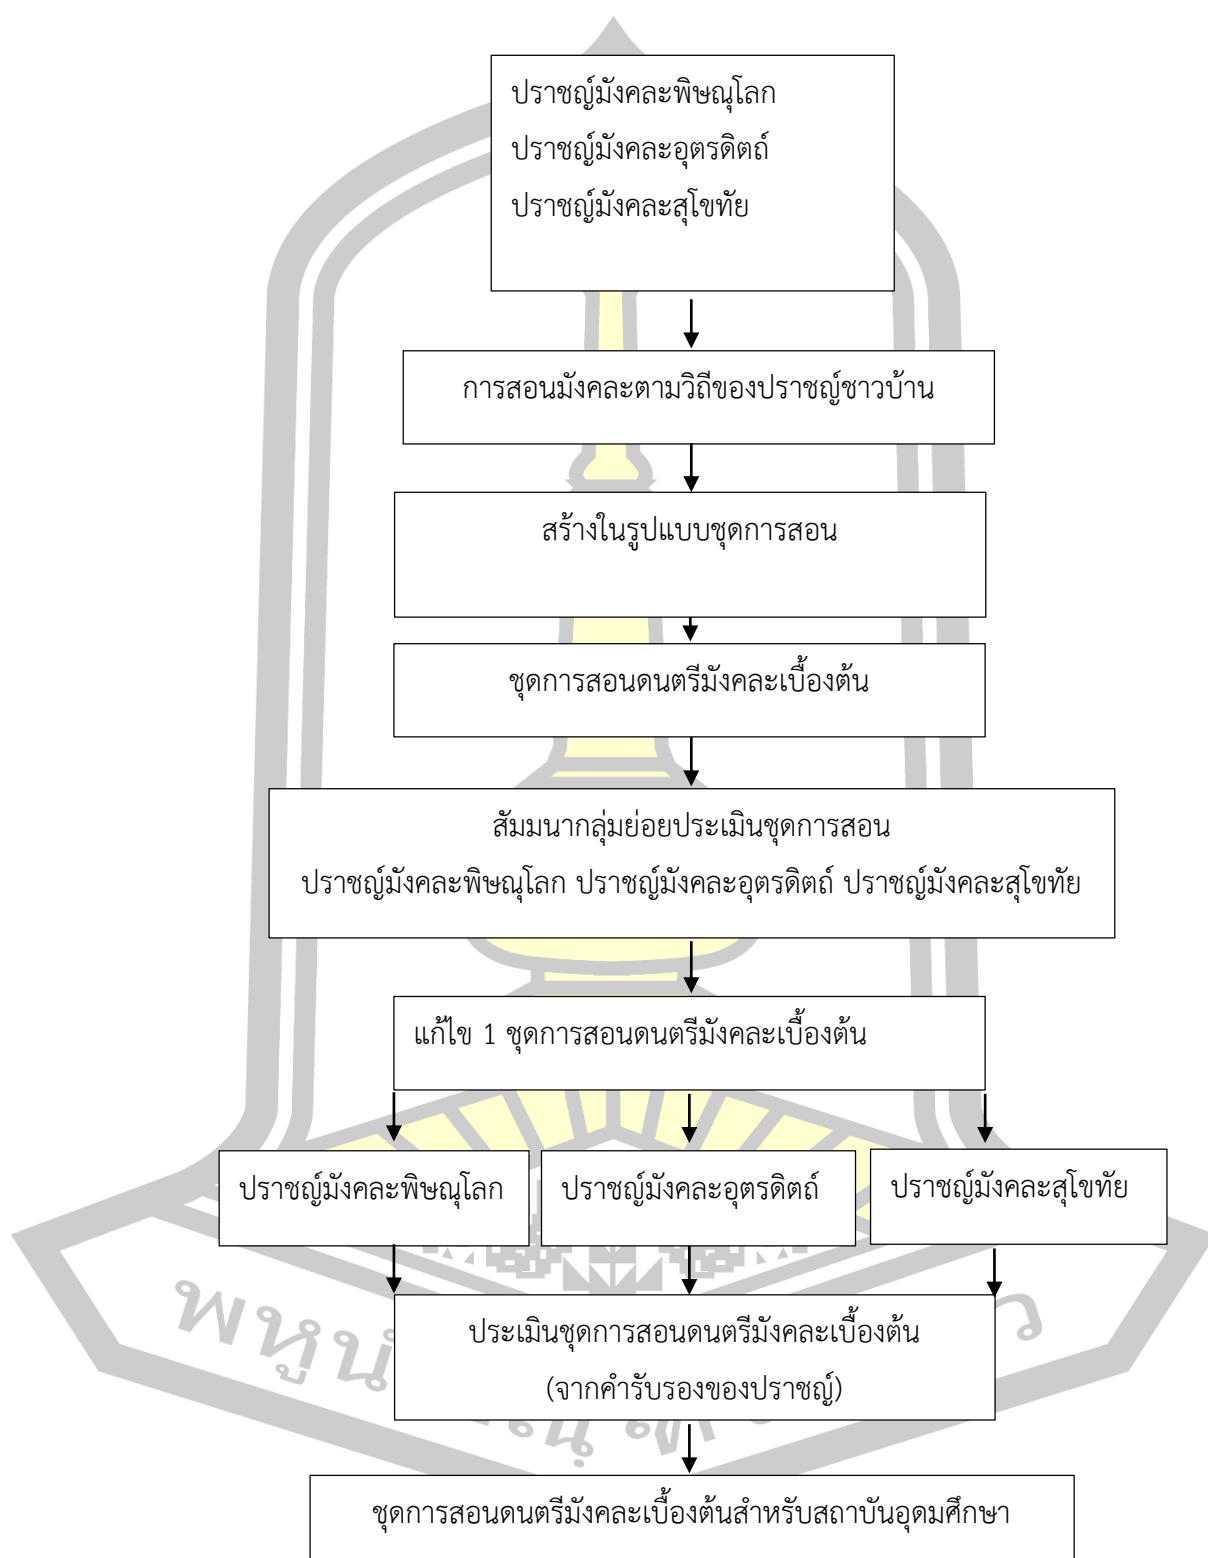 ปราชญ์มังคละพิษณุโลก
ปราชญ์มังคละอุตรดิตถ์
ปราชญ์มังคละสุโขทัย
การสอนมังคละตามวิถีของปราชญ์ชาวบ้าน
สร้างในรูปแบบชุดการสอน
ชุดการสอนดนตรีมังคละเบื้องต้น
สัมมนากลุ่มย่อยประเมินชุดการสอน
ปราชญ์มังคละพิษณุโลก ปราชญ์มังคละอุตรดิตถ์ ปราชญ์มังคละสุโขทัย
แก้ไข 1 ชุดการสอนดนตรีมังคละเบื้องต้น
ปราชญ์มังคละพิษณุโลก
ปราชญ์มังคละอุตรดิตถ์
ปราชญ์มังคละสุโขทัย
ประเมินชุดการสอนดนตรีมังคละเบื้องต้น
(จากคำรับรองของปราชญ์)
ชุดการสอนดนตรีมังคละเบื้องต้นสำหรับสถาบันอุดมศึกษา